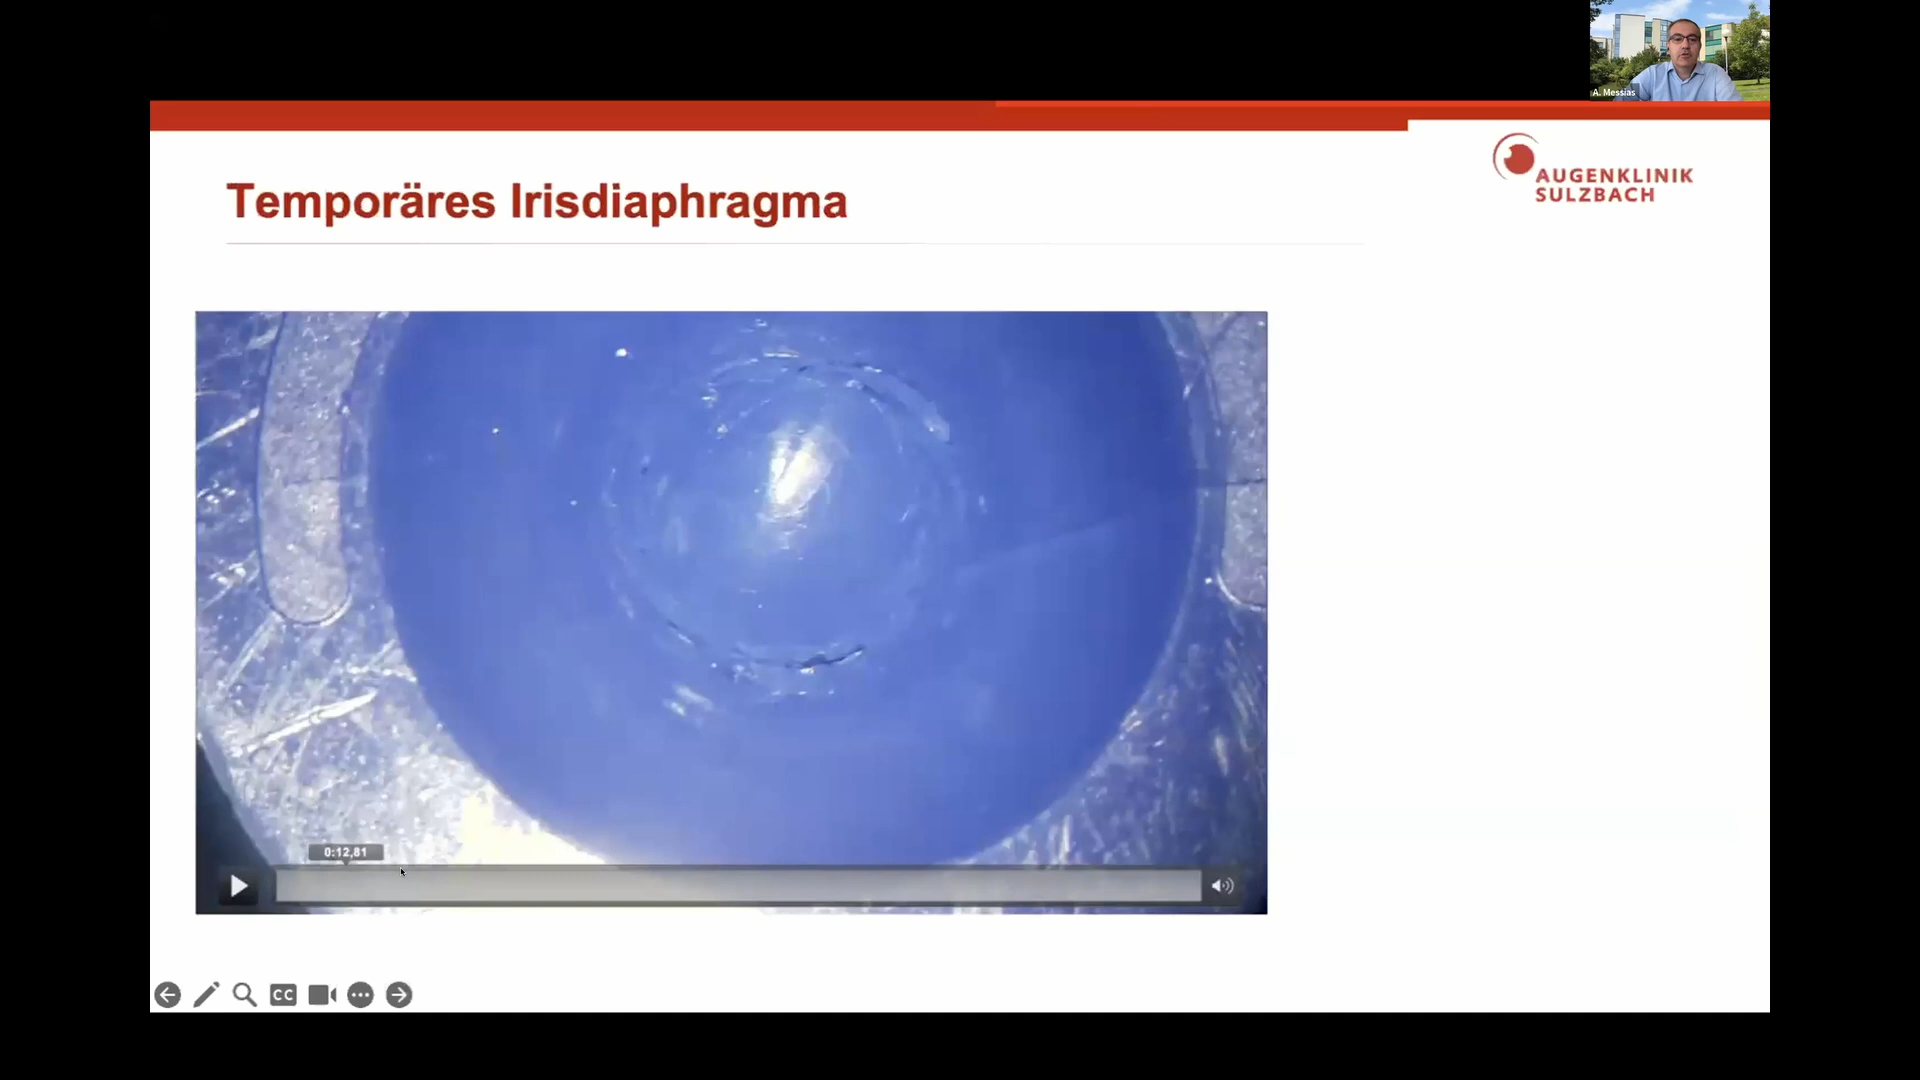 A. Messias
AUGENKLINIK
SULZBACH
Temporäres Irisdiaphragma
0:12,81
CC